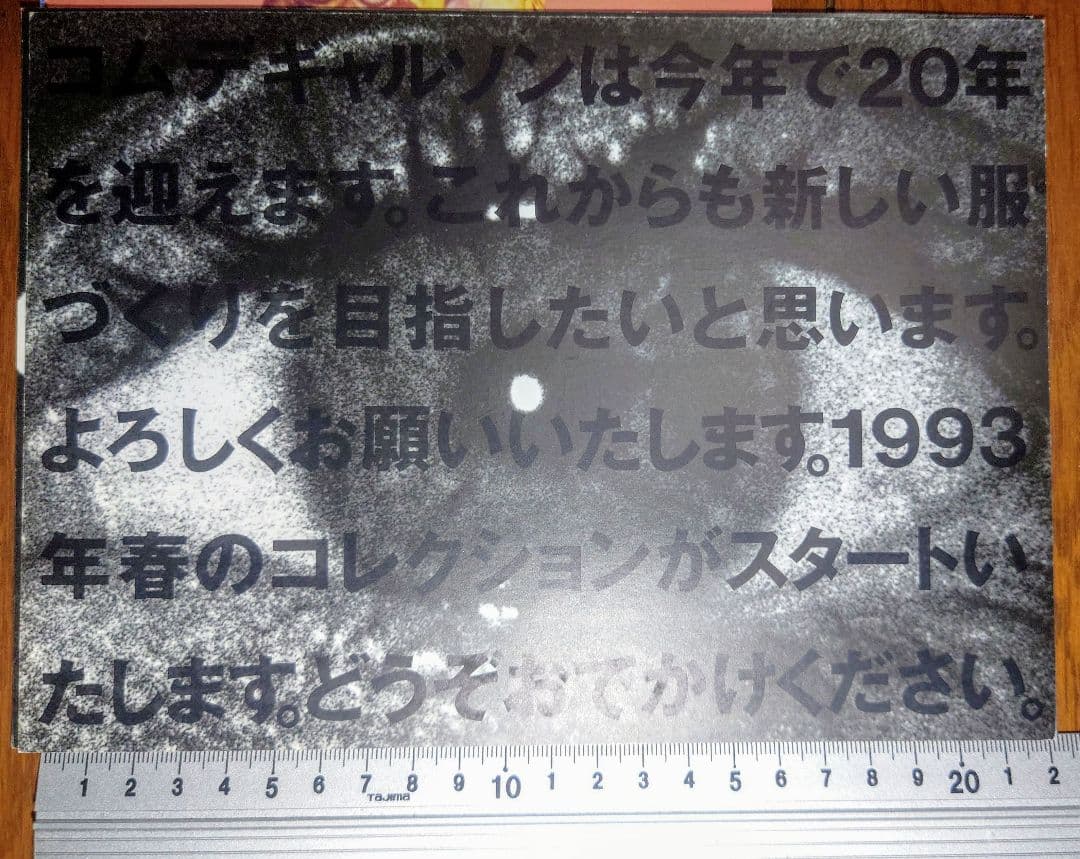 コムデギャルソンは今年で20年
を迎えます。これからも新しい服
づくりを目指したいと思います。
よろしくお願いいたします。1993
年春のコレクションがスタートい
たします。どうぞおでかけください。
1 2 3 4 5 6 7 8 9 10 1 2 3 4 5 6 7 8 9 20 1 2
TAJIMA